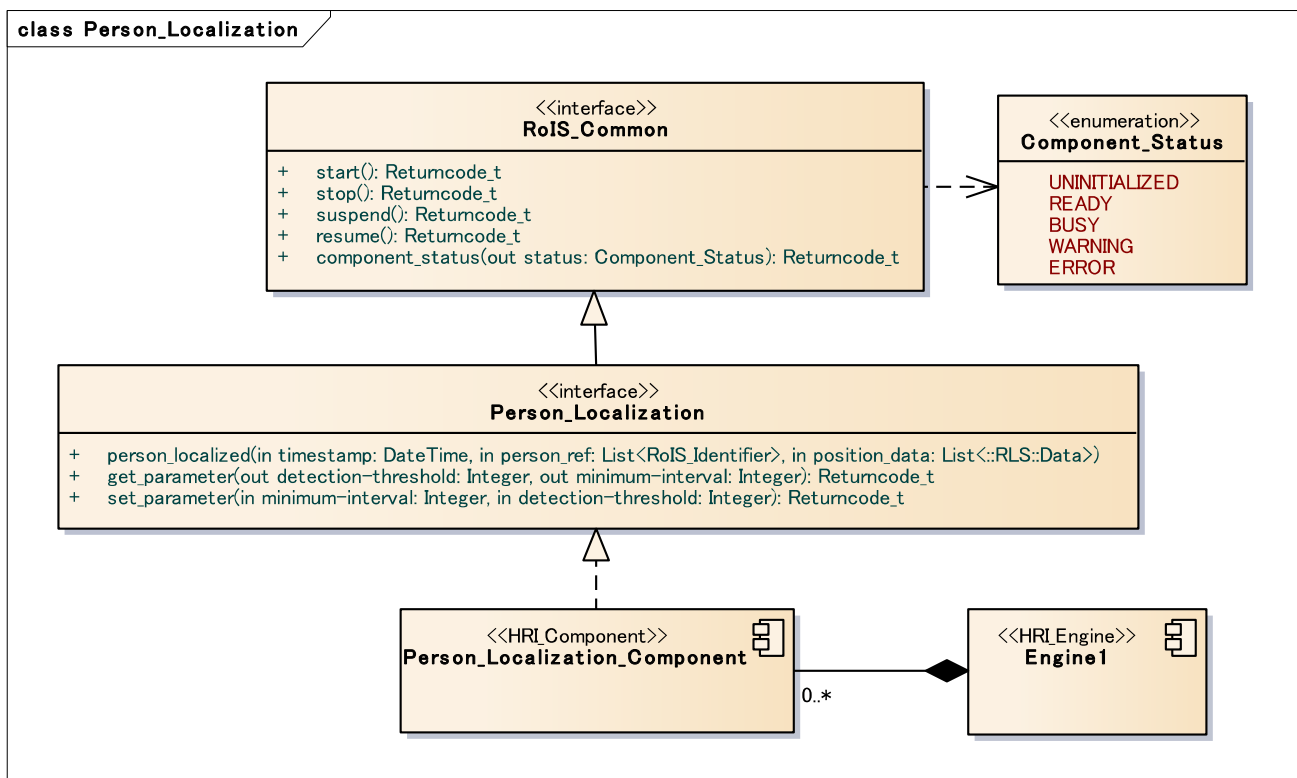 class Person_Localization
<<interface>>
RoIS_Common
+ start(): Returncode_t
+ stop(): Returncode_t
+ suspend(): Returncode_t
+ resume(): Returncode_t
+ component_status(out status: Component_Status): Returncode_t
<<enumeration>>
Component_Status
UNINITIALIZED
READY
BUSY
WARNING
ERROR
<<interface>>
Person_Localization
+ person_localized(in timestamp: DateTime, in person_ref: List<RoIS_Identifier>, in position_data: List<::RLS::Data>)
+ get_parameter(out detection-threshold: Integer, out minimum-interval: Integer): Returncode_t
+ set_parameter(in minimum-interval: Integer, in detection-threshold: Integer): Returncode_t
<<HRI_Component>>
Person_Localization_Component
0..*
<<HRI_Engine>>
Engine1